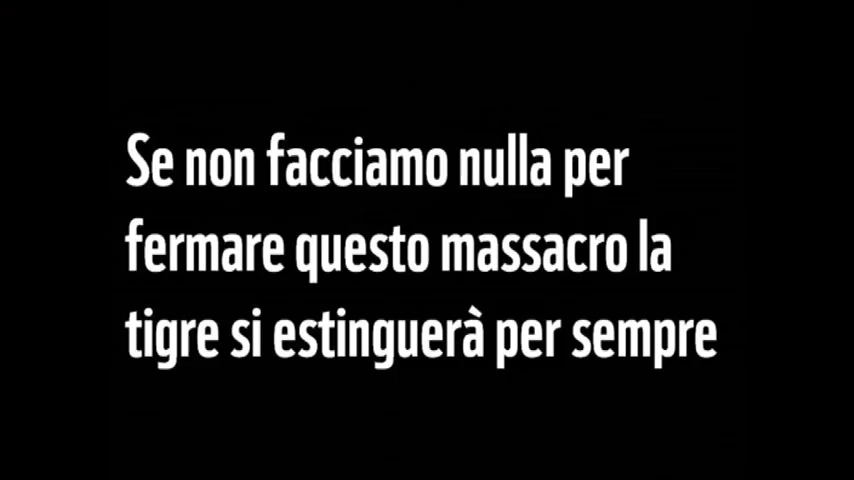 Se non facciamo nulla per
fermare questo massacro la
tigre si estinguerà per sempre